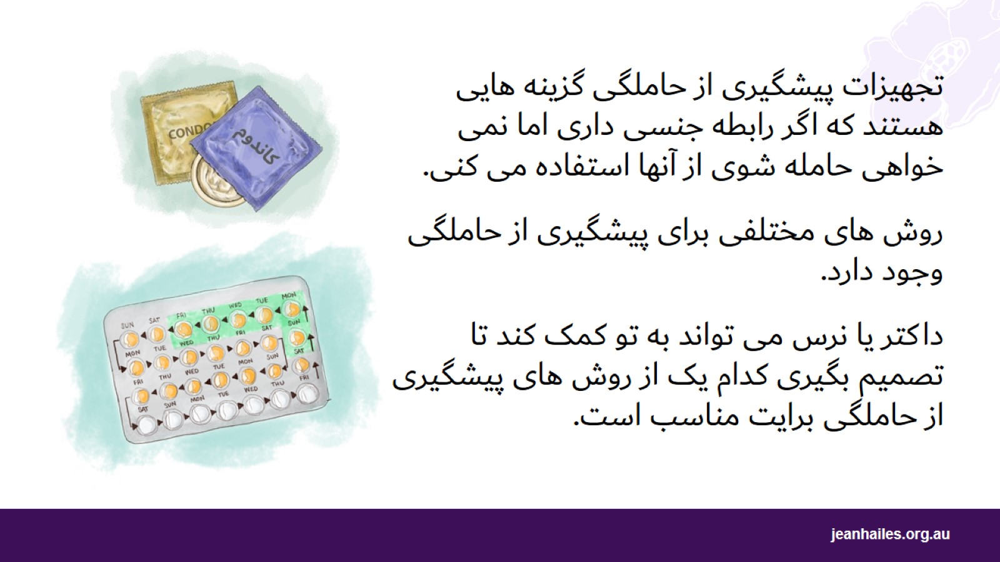 تجهیزات پیشگیری از حاملگی گزینه هایی
هستند که اگر رابطه جنسی داری اما نمی
خواهی حامله شوی از آنها استفاده می کنی.
روش های مختلفی برای پیشگیری از حاملگی
وجود دارد.
داکتر یا نرس می تواند به تو کمک کند تا
تصمیم بگیری کدام یک از روش های پیشگیری
از حاملگی برایت مناسب است.
CONDO
کاندوم
SUN SAT FRI THU WED TUE MON
MON TUE WED THU FRI SAT SUN
FRI THU WED TUE MON SUN SAT
SAT SUN MON TUE WED THU FRI
jeanhailes.org.au